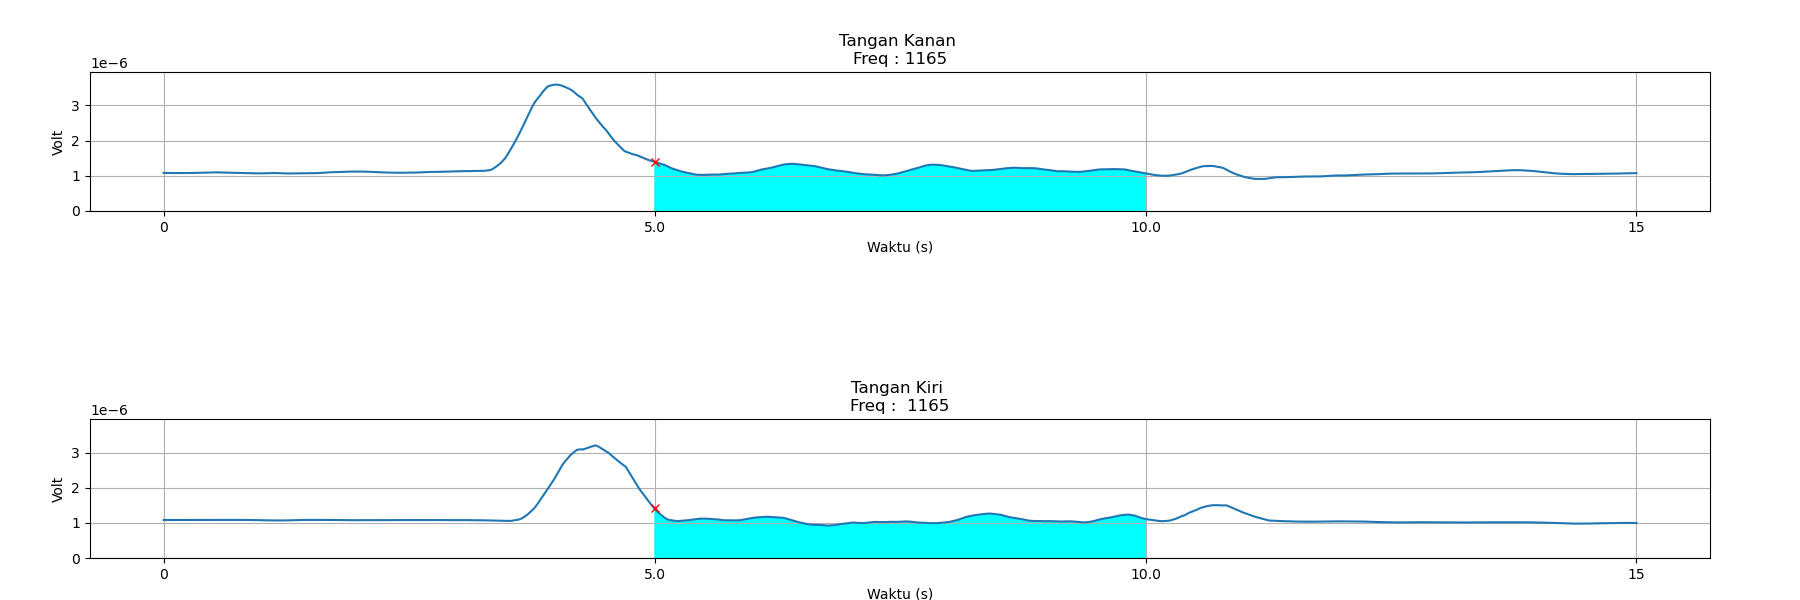 Tangan Kanan
Freq : 1165
1e−6
3
2
1
0
Volt
0 5.0 10.0 15
Waktu (s)
Tangan Kiri
Freq :  1165
1e−6
3
2
1
0
Volt
0 5.0 10.0 15
Waktu (s)